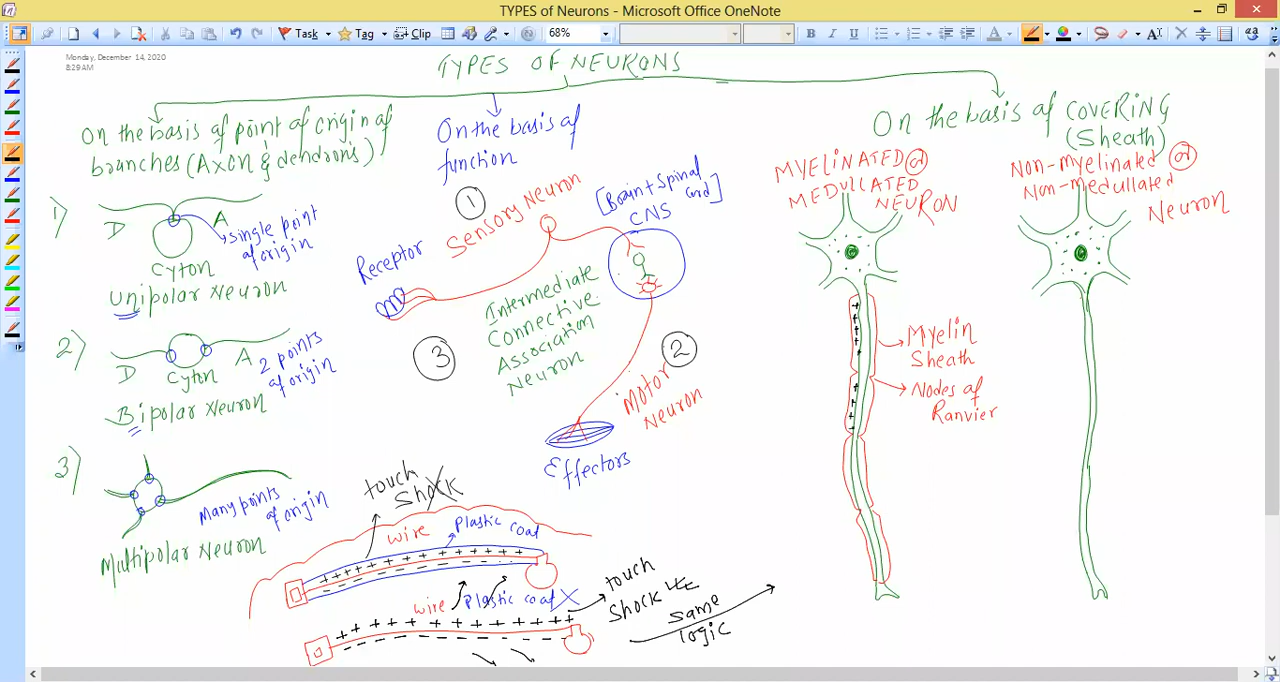 TYPES of Neurons - Microsoft Office OneNote
Task
Tag
Clip
68%
Monday, December 14, 2020
8:29 AM
TYPES OF NEURONS
On the basis of point of origin of
branches (Axon & dendrons)
1)
D
A
Single point
of origin
Cyton
Unipolar Neuron
2)
D
Cyton
A
2 points
of origin
Bipolar Neuron
3)
Many points
of origin
Multipolar Neuron
On the basis of
function
1
Sensory Neuron
[Brain + Spinal
cord]
CNS
Receptor
Intermediate
Connective
Association
Neuron
3
2
Motor
Neuron
Effectors
On the basis of COVERING
(Sheath)
MYELINATED or
MEDULLATED
NEURON
Non-myelinated or
Non-medullated
Neuron
Myelin
Sheath
Nodes of
Ranvier
touch
Shock
wire
Plastic coat
+ + + + + + + + + + + +
wire
Plastic coat X
touch
Shock
same
logic